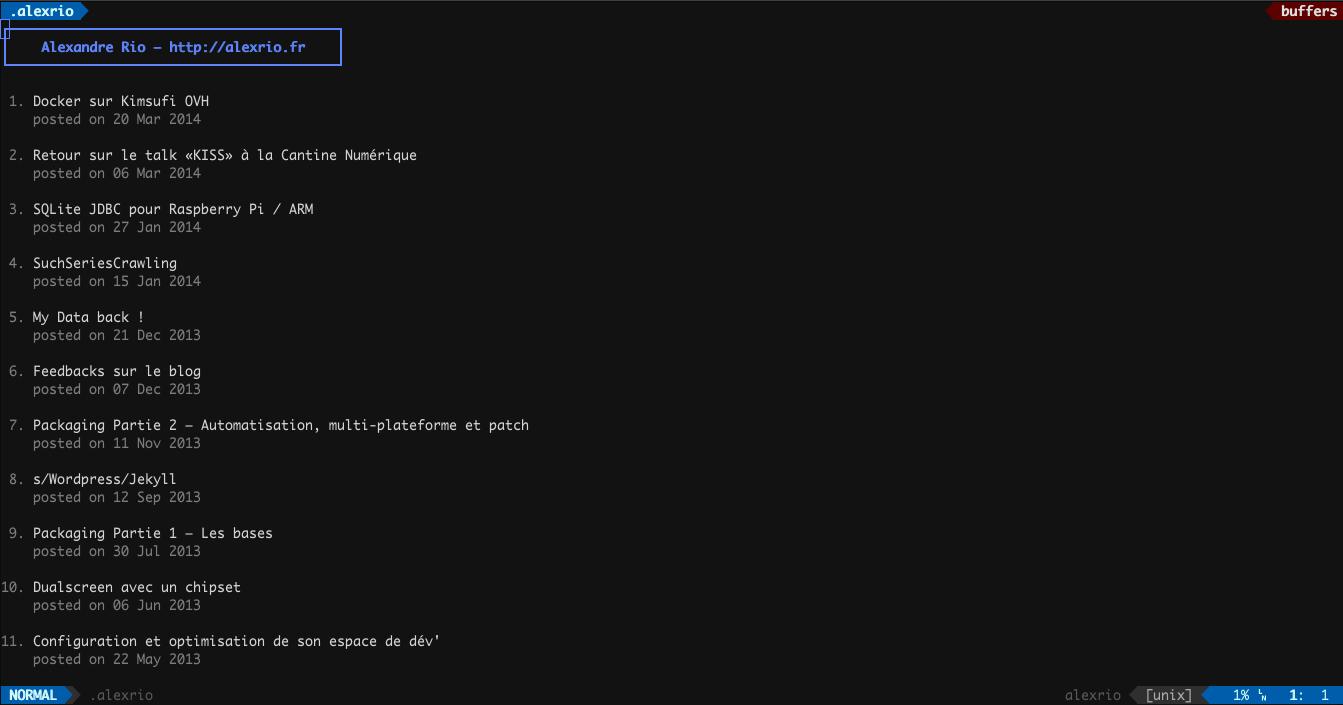 .alexrio
buffers
Alexandre Rio – http://alexrio.fr
1. Docker sur Kimsufi OVH
posted on 20 Mar 2014
2. Retour sur le talk «KISS» à la Cantine Numérique
posted on 06 Mar 2014
3. SQLite JDBC pour Raspberry Pi / ARM
posted on 27 Jan 2014
4. SuchSeriesCrawling
posted on 15 Jan 2014
5. My Data back !
posted on 21 Dec 2013
6. Feedbacks sur le blog
posted on 07 Dec 2013
7. Packaging Partie 2 – Automatisation, multi-plateforme et patch
posted on 11 Nov 2013
8. s/Wordpress/Jekyll
posted on 12 Sep 2013
9. Packaging Partie 1 – Les bases
posted on 30 Jul 2013
10. Dualscreen avec un chipset
posted on 06 Jun 2013
11. Configuration et optimisation de son espace de dév'
posted on 22 May 2013
NORMAL .alexrio alexrio [unix] 1% ␤ 1: 1